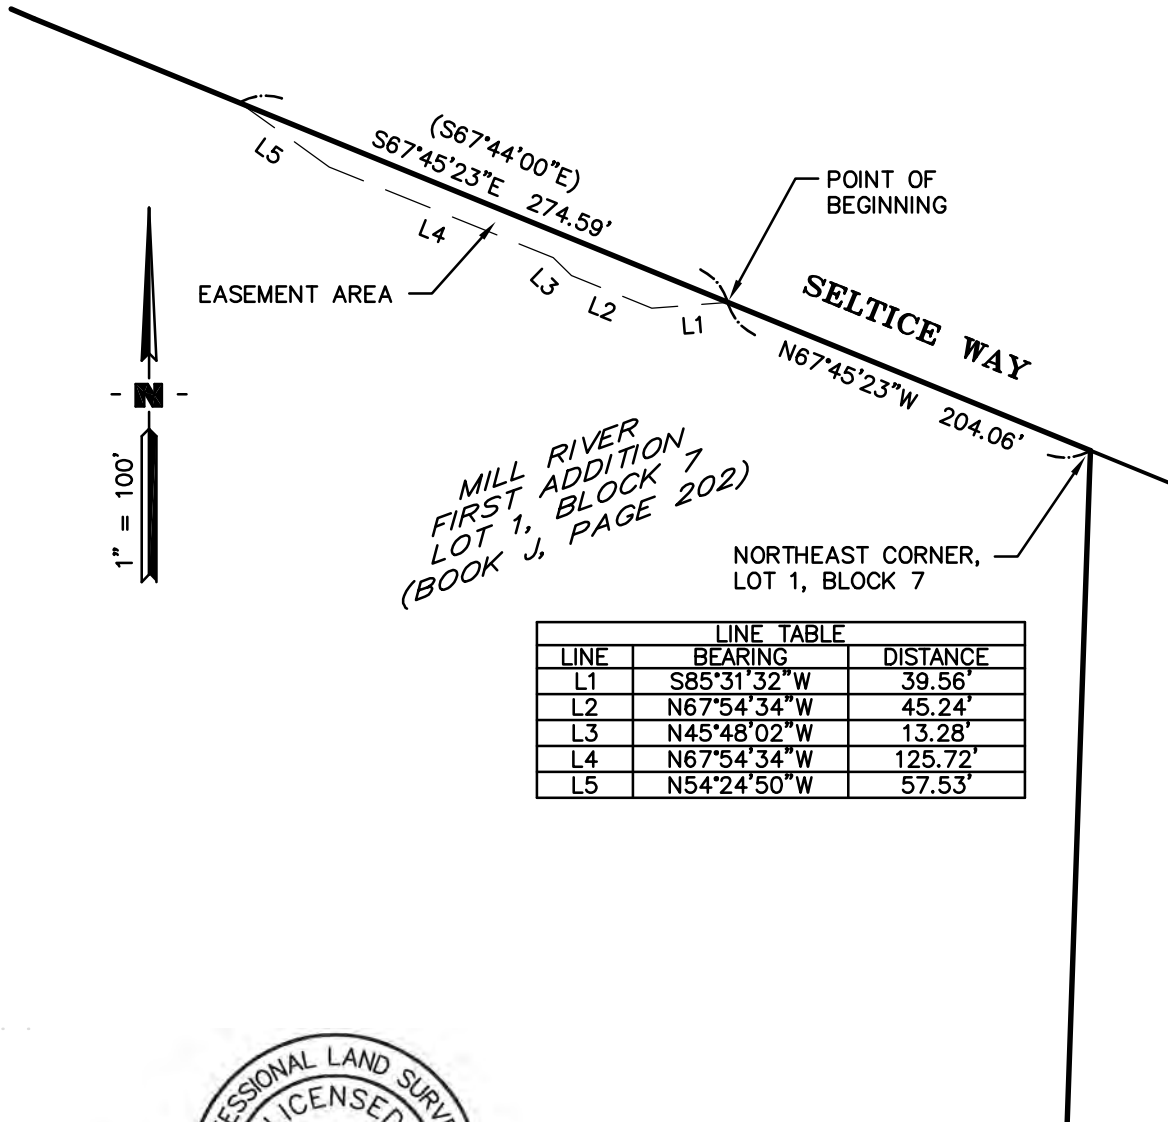 (S67°44'00"E)
S67°45'23"E 274.59'
L5
L4
L3
L2
L1
POINT OF
BEGINNING
EASEMENT AREA
SELTICE WAY
N67°45'23"W 204.06'
N
1" = 100'
MILL RIVER
FIRST ADDITION
LOT 1, BLOCK 7
(BOOK J, PAGE 202)
NORTHEAST CORNER,
LOT 1, BLOCK 7
LINE TABLE
LINE BEARING DISTANCE
L1 S85°31'32"W 39.56'
L2 N67°54'34"W 45.24'
L3 N45°48'02"W 13.28'
L4 N67°54'34"W 125.72'
L5 N54°24'50"W 57.53'
ESSIONAL LAND SURVE
LICENSED